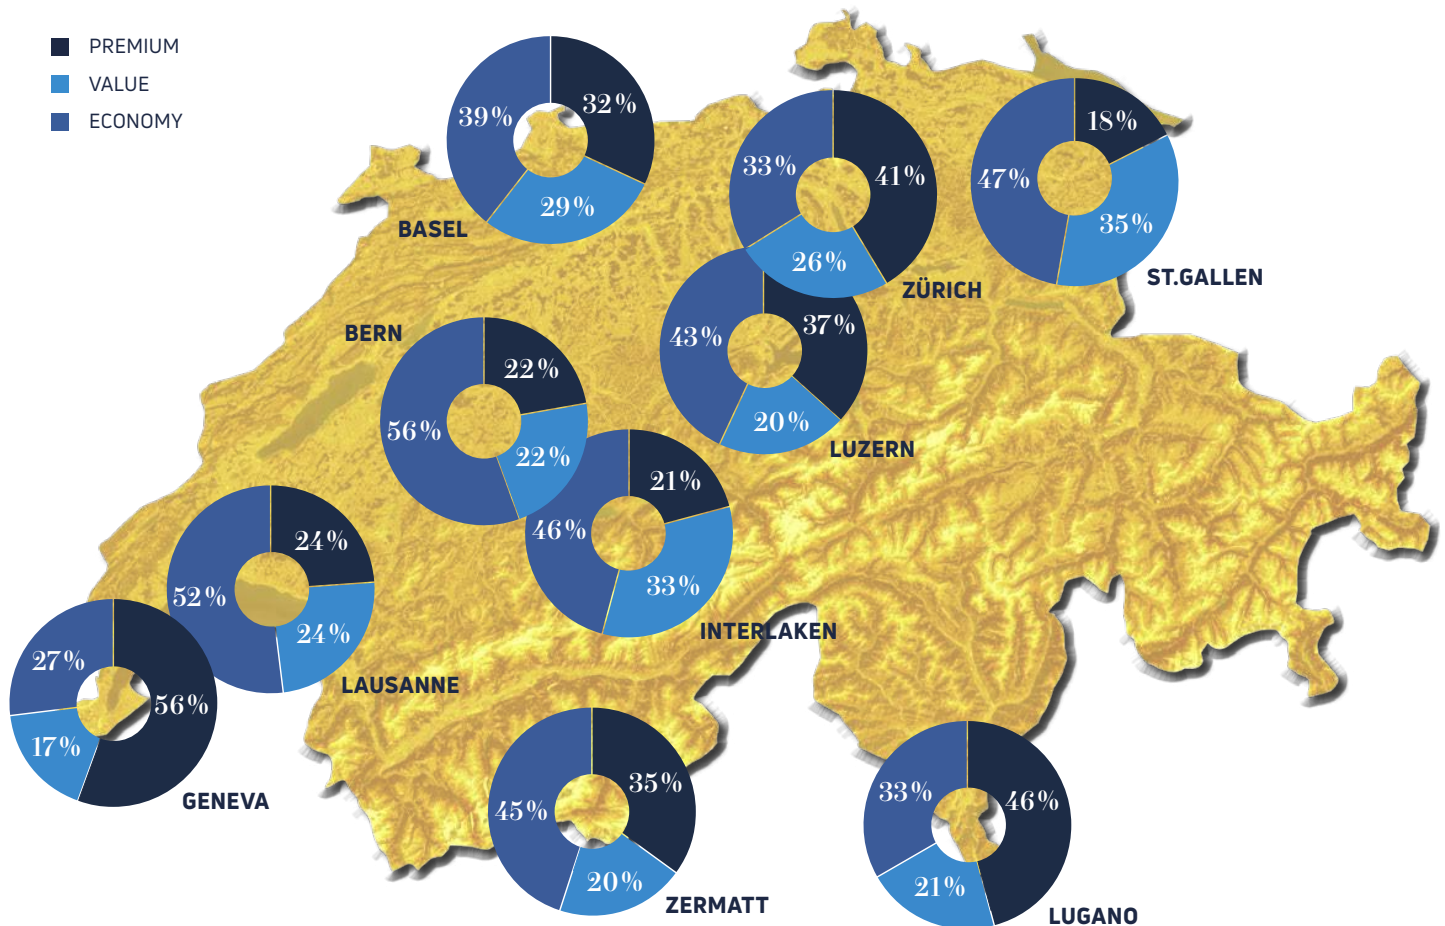 PREMIUM
VALUE
ECONOMY
39%
32%
29%
BASEL
33%
41%
26%
ZÜRICH
18%
47%
35%
ST.GALLEN
BERN
22%
56%
22%
43%
37%
20%
LUZERN
21%
46%
33%
INTERLAKEN
24%
52%
24%
LAUSANNE
27%
56%
17%
GENEVA
35%
45%
20%
ZERMATT
33%
46%
21%
LUGANO